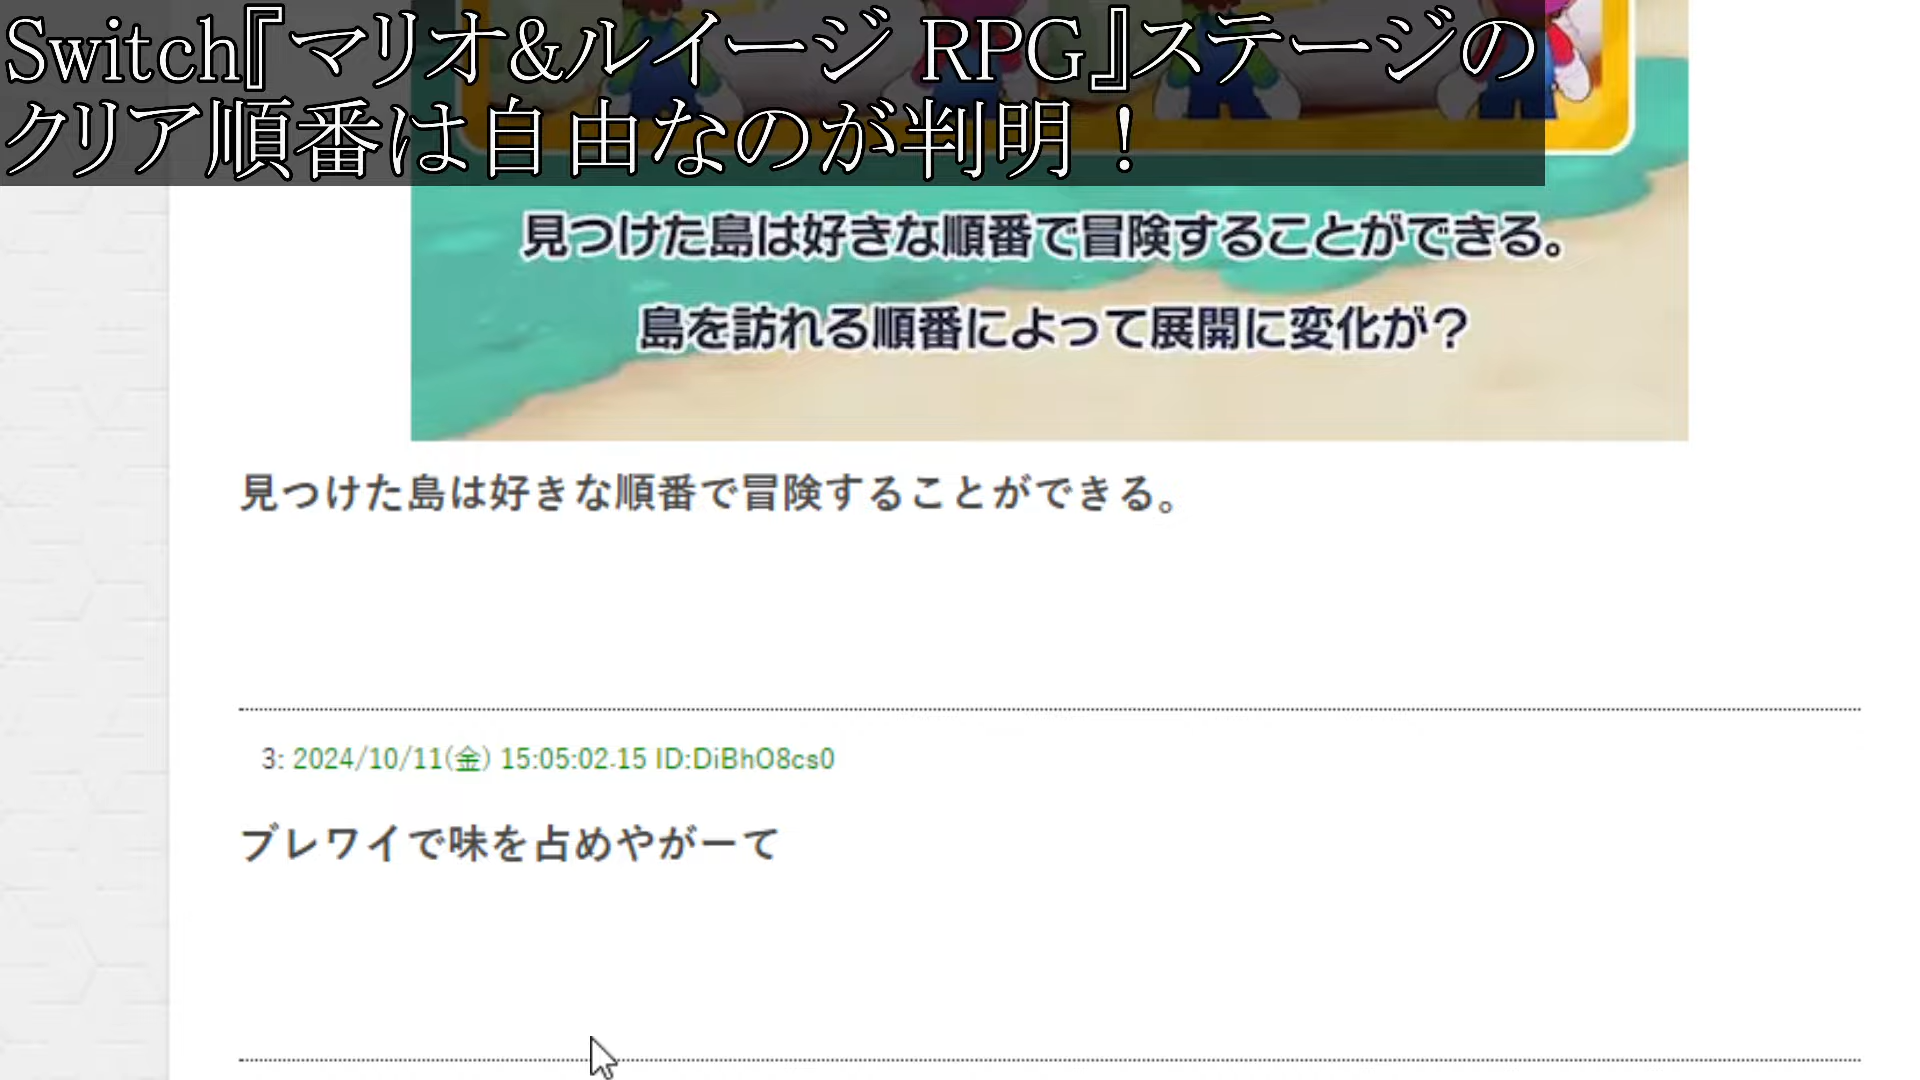 Switch『マリオ&ルイージ RPG』ステージの
クリア順番は自由なのが判明！
見つけた島は好きな順番で冒険することができる。
島を訪れる順番によって展開に変化が？
見つけた島は好きな順番で冒険することができる。
3: 2024/10/11(金) 15:05:02.15 ID:DiBhO8cs0
ブレワイで味を占めやがーて